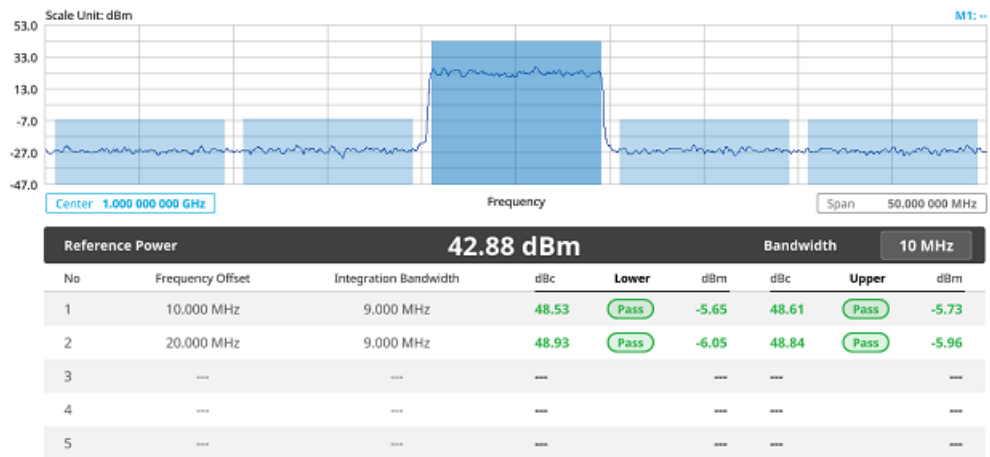 Scale Unit: dBm M1: --
53.0
33.0
13.0
-7.0
-27.0
-47.0
Center 1.000 000 000 GHz Frequency Span 50.000 000 MHz
Reference Power 42.88 dBm Bandwidth 10 MHz
No Frequency Offset Integration Bandwidth dBc Lower dBm dBc Upper dBm
1 10.000 MHz 9.000 MHz 48.53 Pass -5.65 48.61 Pass -5.73
2 20.000 MHz 9.000 MHz 48.93 Pass -6.05 48.84 Pass -5.96
3 --- --- --- --- --- ---
4 --- --- --- --- --- ---
5 --- --- --- --- --- ---